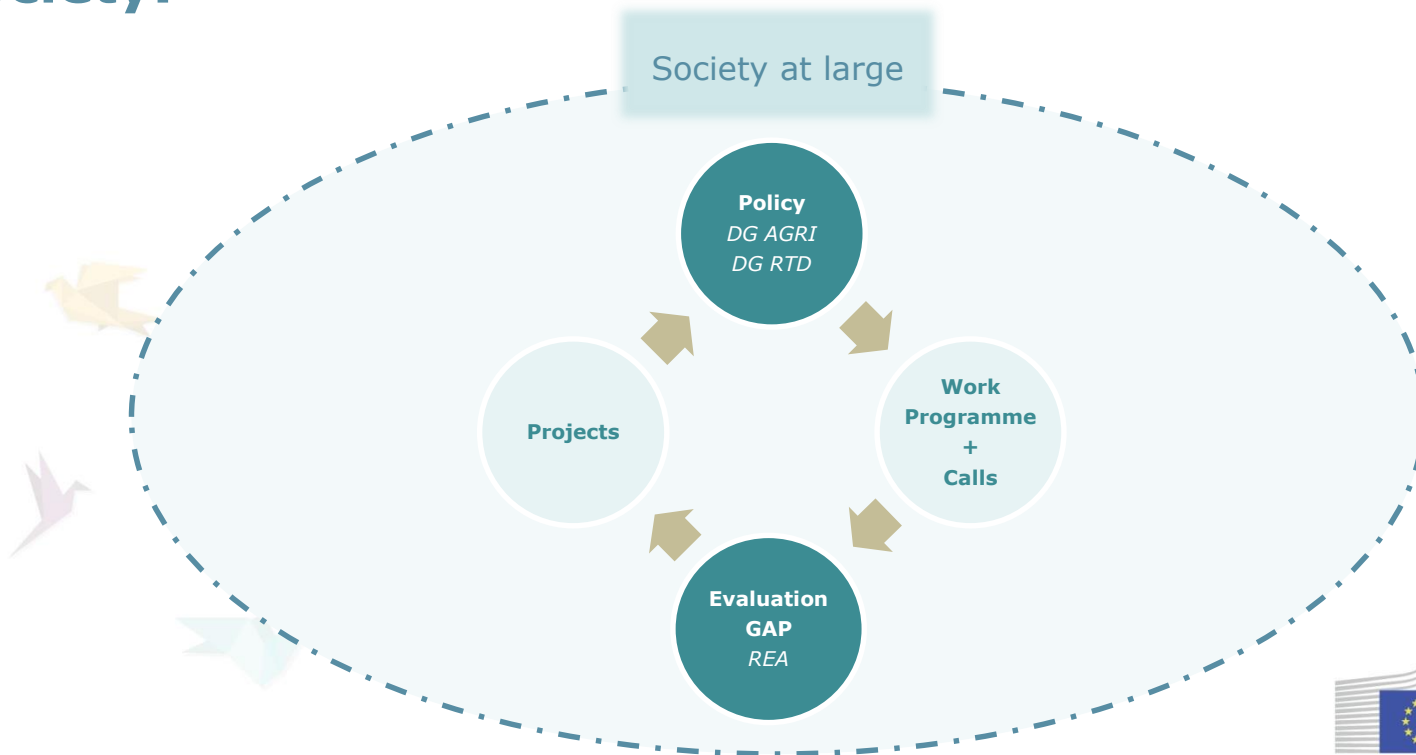 Society at large
Policy
DG AGRI
DG RTD
Projects
Work
Programme
+
Calls
Evaluation
GAP
REA